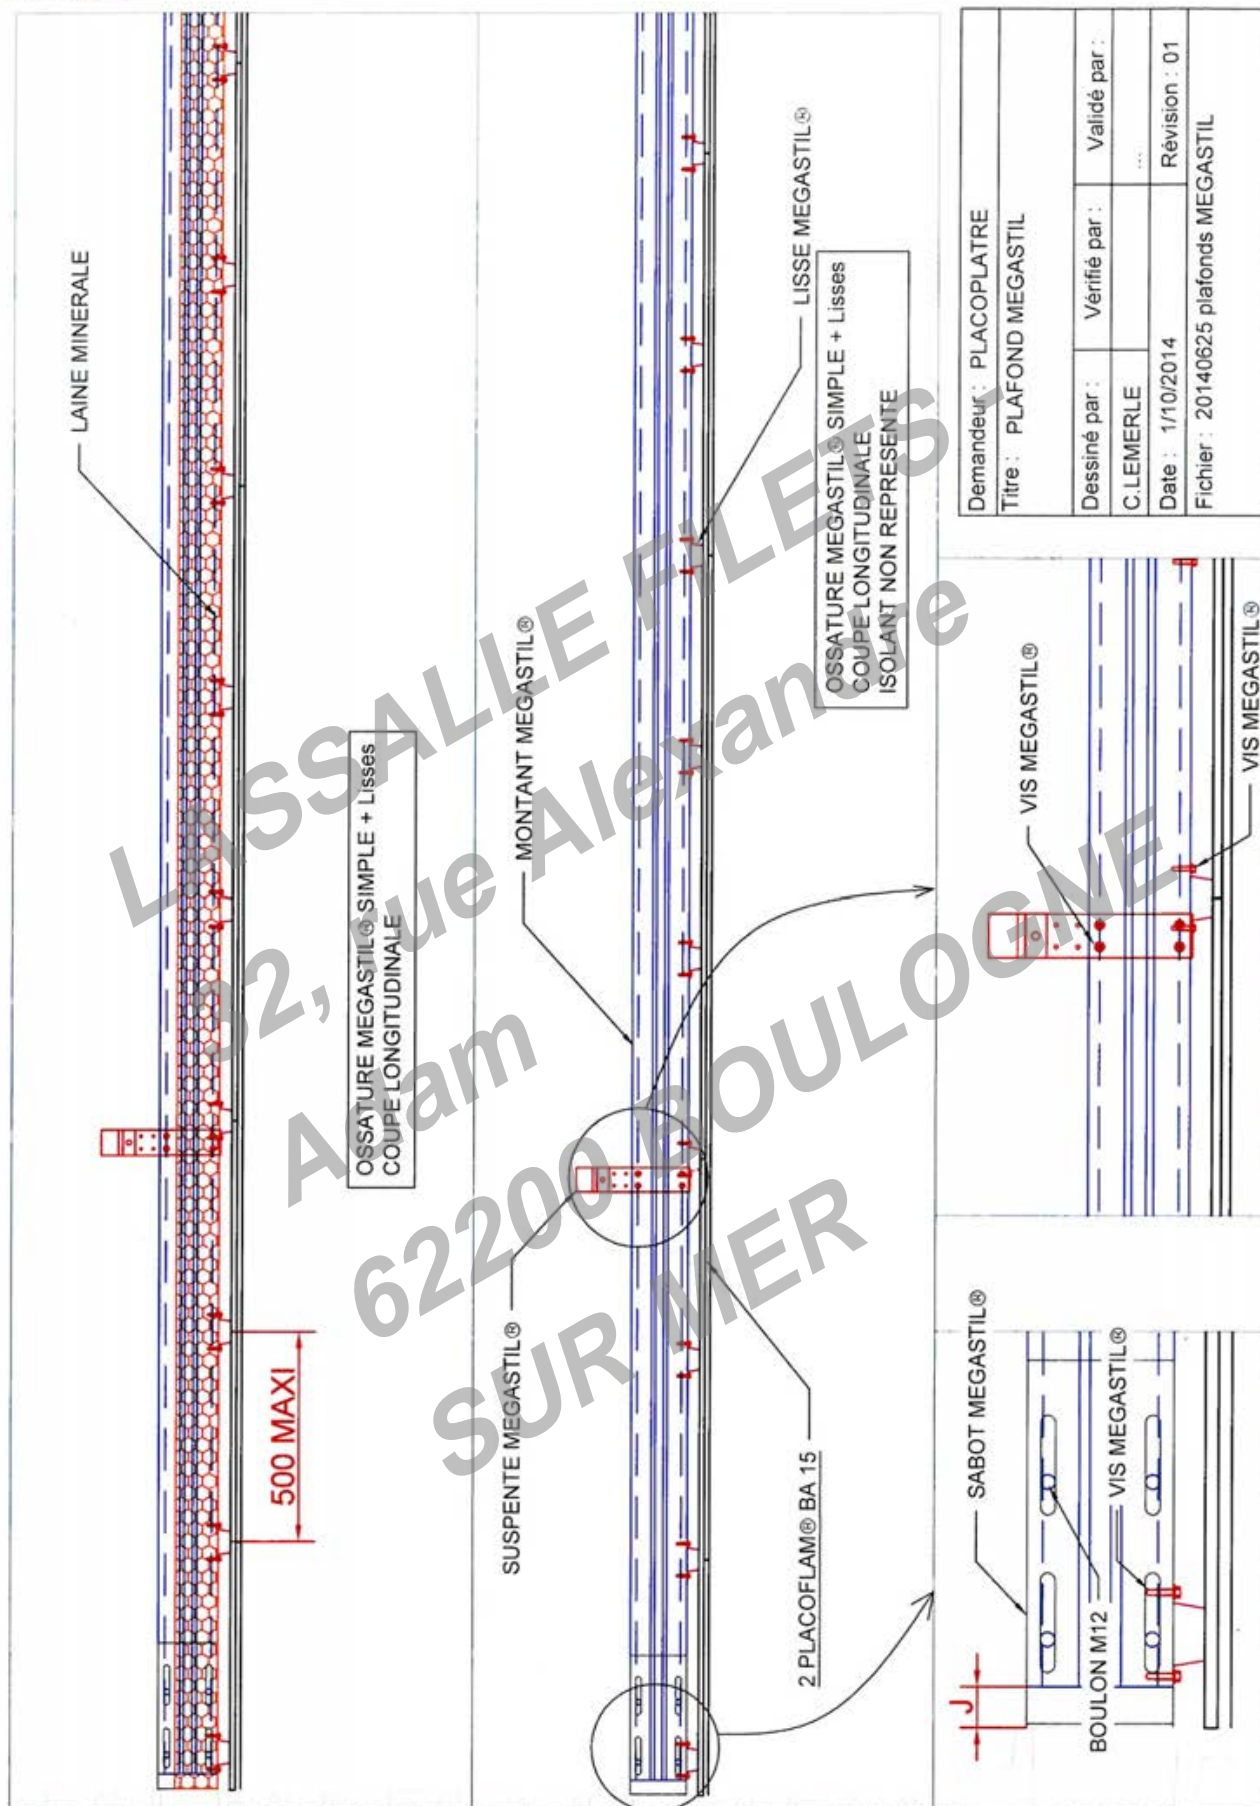 LAINE MINERALE
OSSATURE MEGASTIL® SIMPLE + Lisses
COUPE LONGITUDINALE
500 MAXI
SUSPENTE MEGASTIL®
MONTANT MEGASTIL®
LISSE MEGASTIL®
2 PLACOFLAM® BA 15
OSSATURE MEGASTIL® SIMPLE + Lisses
COUPE LONGITUDINALE
ISOLANT NON REPRESENTE
SABOT MEGASTIL®
VIS MEGASTIL®
BOULON M12
J
VIS MEGASTIL®
VIS MEGASTIL®
Demandeur : PLACOPLATRE
Titre : PLAFOND MEGASTIL
Dessiné par : Vérifié par : Validé par :
C.LEMERLE ...
Date : 1/10/2014 Révision : 01
Fichier : 20140625 plafonds MEGASTIL
LASSALLE FILETS -
32, rue Alexandre
Adam
62200 BOULOGNE
SUR MER